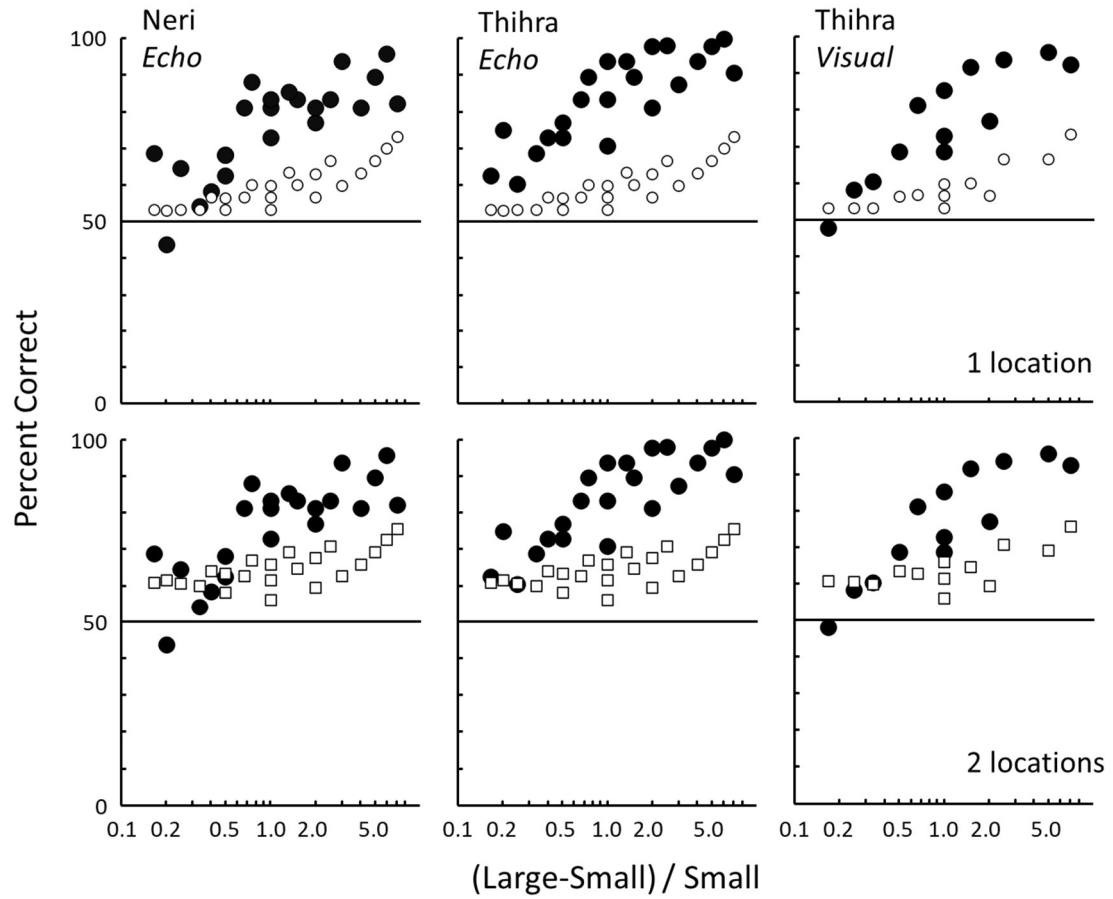 Neri
Echo
Thihra
Echo
Thihra
Visual
100
50
0
1 location
Percent Correct
100
50
0
2 locations
0.1 0.2 0.5 1.0 2.0 5.0
0.1 0.2 0.5 1.0 2.0 5.0
0.1 0.2 0.5 1.0 2.0 5.0
(Large-Small) / Small